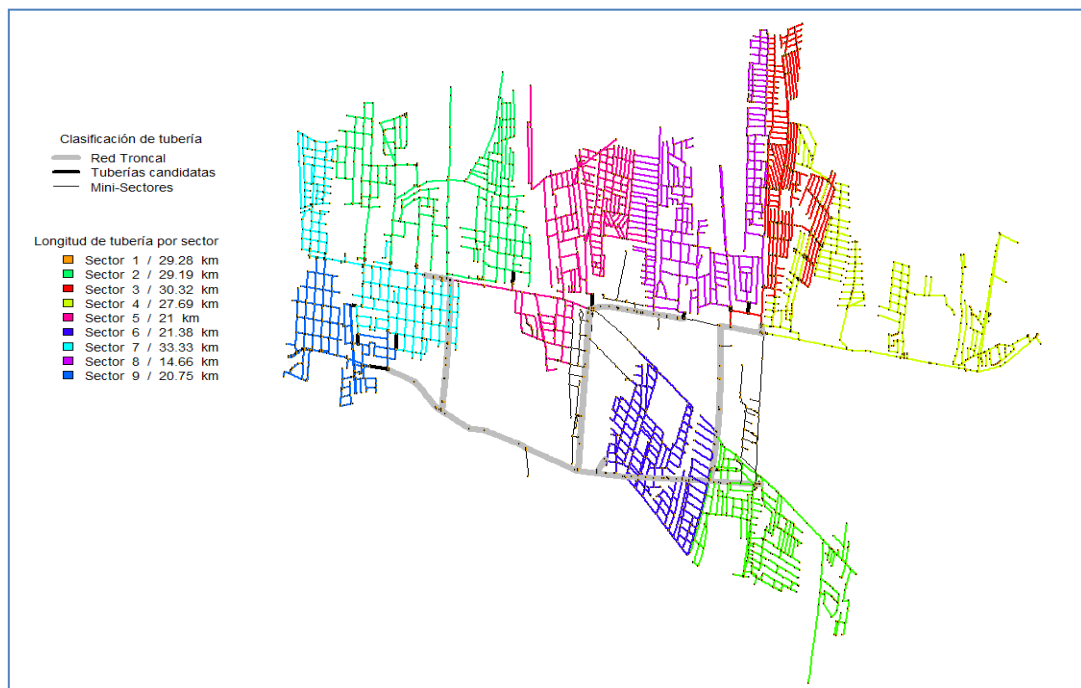 Clasificación de tubería
Red Troncal
Tuberías candidatas
Mini-Sectores
Longitud de tubería por sector
Sector 1 / 29.28 km
Sector 2 / 29.19 km
Sector 3 / 30.32 km
Sector 4 / 27.69 km
Sector 5 / 21 km
Sector 6 / 21.38 km
Sector 7 / 33.33 km
Sector 8 / 14.66 km
Sector 9 / 20.75 km